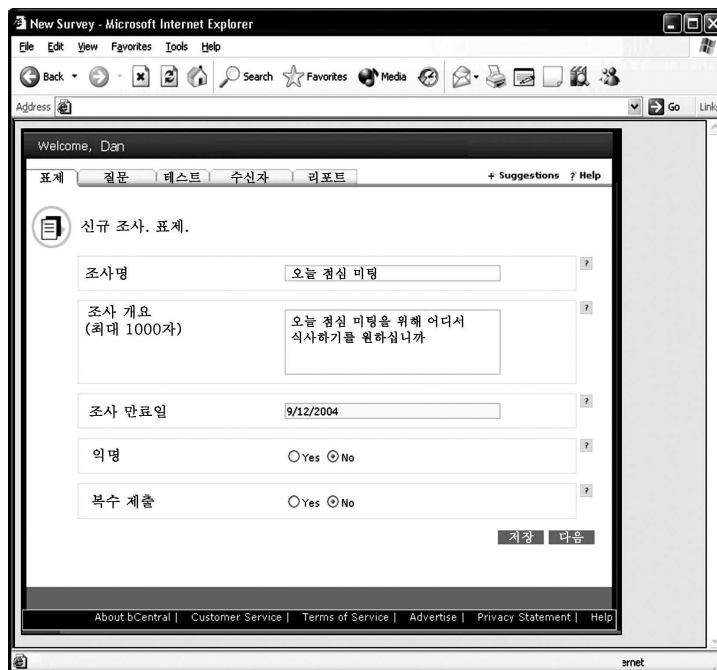 New Survey - Microsoft Internet Explorer
File Edit View Favorites Tools Help
Back Search Favorites Media
Address Go Links
Welcome, Dan
표제 질문 테스트 수신자 리포트 + Suggestions ? Help
신규 조사. 표제.
조사명 오늘 점심 미팅 ?
조사 개요 ?
(최대 1000자)
오늘 점심 미팅을 위해 어디서
식사하기를 원하십니까
조사 만료일 9/12/2004 ?
익명 Yes No ?
복수 제출 Yes No ?
저장 다음
About bCentral | Customer Service | Terms of Service | Advertise | Privacy Statement | Help
ernet